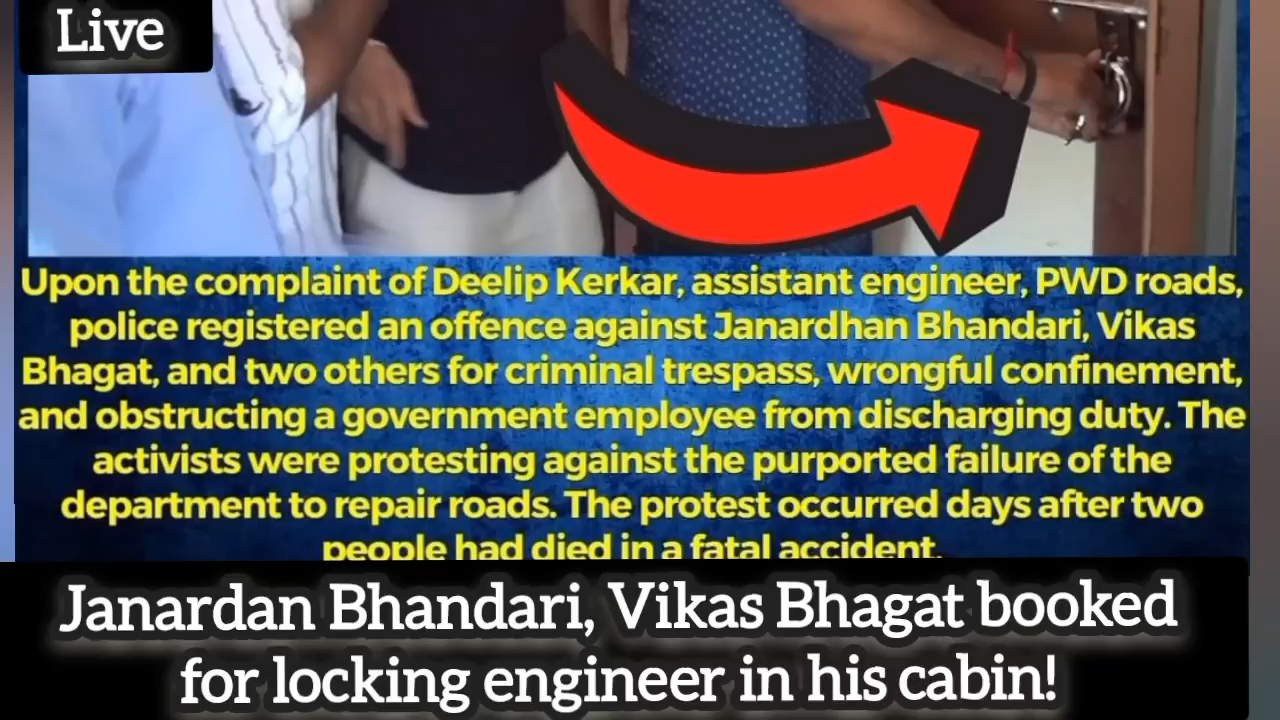 Live
Upon the complaint of Deelip Kerkar, assistant engineer, PWD roads,
police registered an offence against Janardhan Bhandari, Vikas
Bhagat, and two others for criminal trespass, wrongful confinement,
and obstructing a government employee from discharging duty. The
activists were protesting against the purported failure of the
department to repair roads. The protest occurred days after two
people had died in a fatal accident.
Janardan Bhandari, Vikas Bhagat booked
for locking engineer in his cabin!